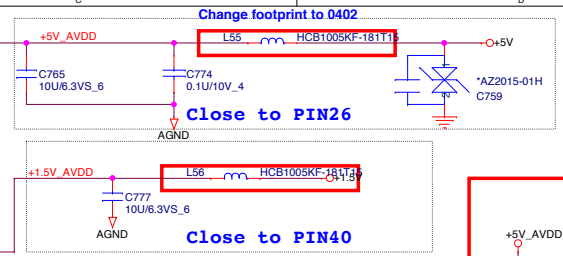 C
D
Change footprint to 0402
+5V_AVDD
L55
HCB1005KF-181T15
+5V
C765
10U/6.3VS_6
C774
0.1U/10V_4
*AZ2015-01H
C759
1
2
AGND
Close to PIN26
+1.5V_AVDD
L56
HCB1005KF-181T15
+1.5V
C777
10U/6.3VS_6
AGND
Close to PIN40
+5V_AVDD